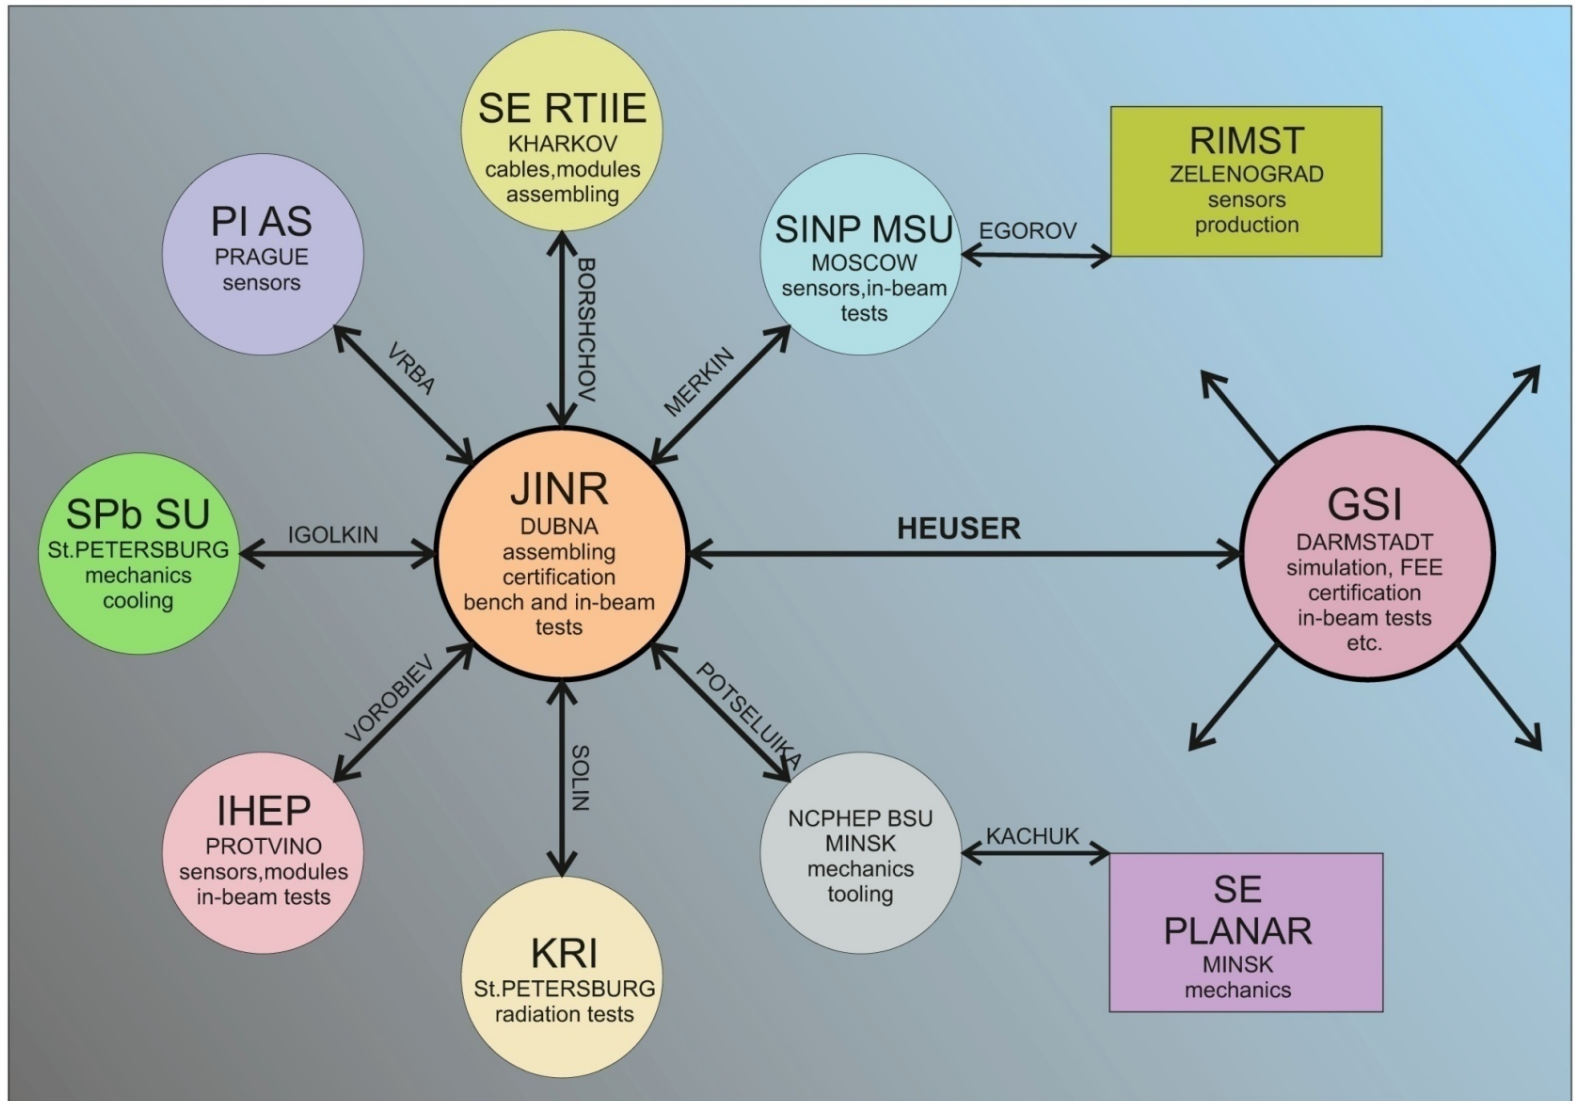 SE RTIIE
KHARKOV
cables,modules
assembling
RIMST
ZELENOGRAD
sensors
production
PI AS
PRAGUE
sensors
SINP MSU
MOSCOW
sensors,in-beam
tests
EGOROV
BORSHCHOV
VRBA
MERKIN
SPb SU
St.PETERSBURG
mechanics
cooling
IGOLKIN
JINR
DUBNA
assembling
certification
bench and in-beam
tests
HEUSER
GSI
DARMSTADT
simulation, FEE
certification
in-beam tests
etc.
VOROBIEV
SOLIN
POTSELUIKA
IHEP
PROTVINO
sensors,modules
in-beam tests
KRI
St.PETERSBURG
radiation tests
NCPHEP BSU
MINSK
mechanics
tooling
KACHUK
SE
PLANAR
MINSK
mechanics